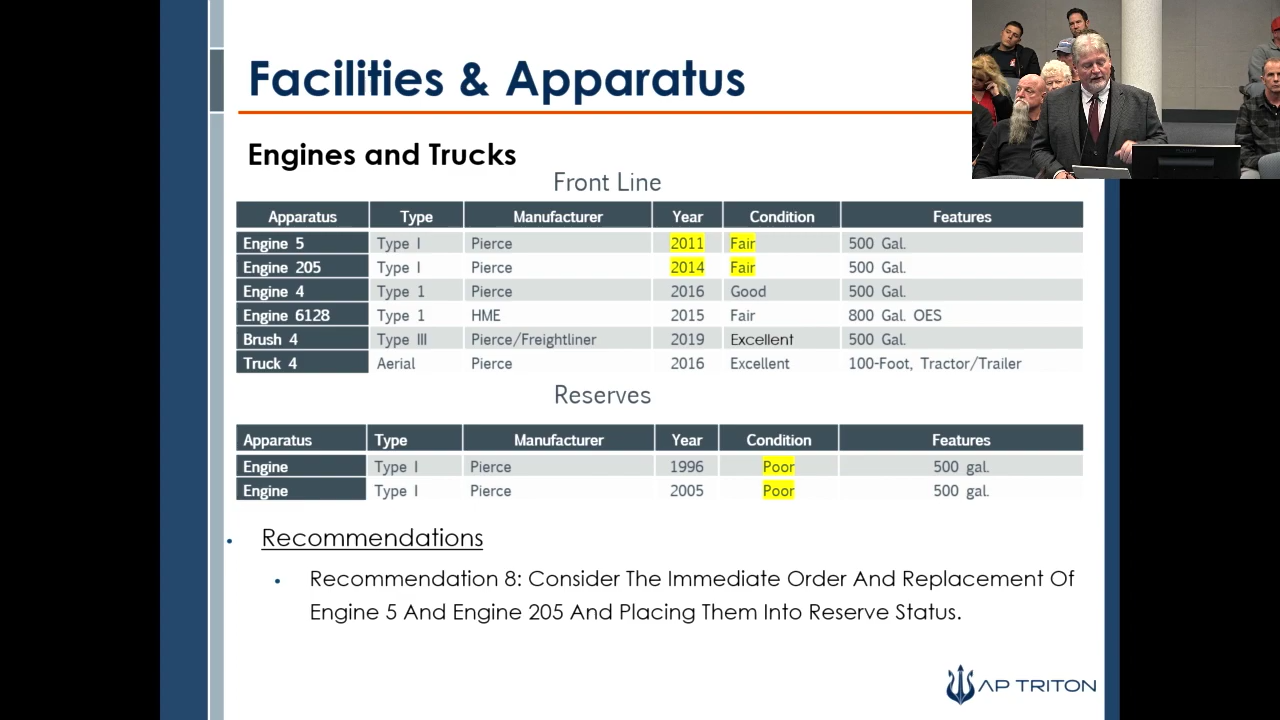 Facilities & Apparatus
Engines and Trucks
Front Line
Apparatus Type Manufacturer Year Condition Features
Engine 5 Type I Pierce 2011 Fair 500 Gal.
Engine 205 Type I Pierce 2014 Fair 500 Gal.
Engine 4 Type 1 Pierce 2016 Good 500 Gal.
Engine 6128 Type 1 HME 2015 Fair 800 Gal. OES
Brush 4 Type III Pierce/Freightliner 2019 Excellent 500 Gal.
Truck 4 Aerial Pierce 2016 Excellent 100-Foot, Tractor/Trailer
Reserves
Apparatus Type Manufacturer Year Condition Features
Engine Type I Pierce 1996 Poor 500 gal.
Engine Type I Pierce 2005 Poor 500 gal.
• Recommendations
• Recommendation 8: Consider The Immediate Order And Replacement Of
Engine 5 And Engine 205 And Placing Them Into Reserve Status.
AP TRITON